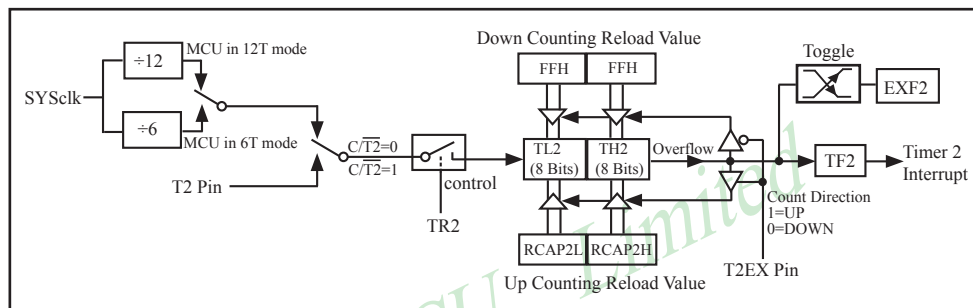 Down Counting Reload Value
Toggle
÷12
MCU in 12T mode
FFH
FFH
EXF2
SYSclk
÷6
MCU in 6T mode
C/T2=0
C/T2=1
TL2
(8 Bits)
TH2
(8 Bits)
Overflow
TF2
Timer 2
Interrupt
T2 Pin
control
TR2
Count Direction
1=UP
0=DOWN
RCAP2L
RCAP2H
T2EX Pin
Up Counting Reload Value
Limited